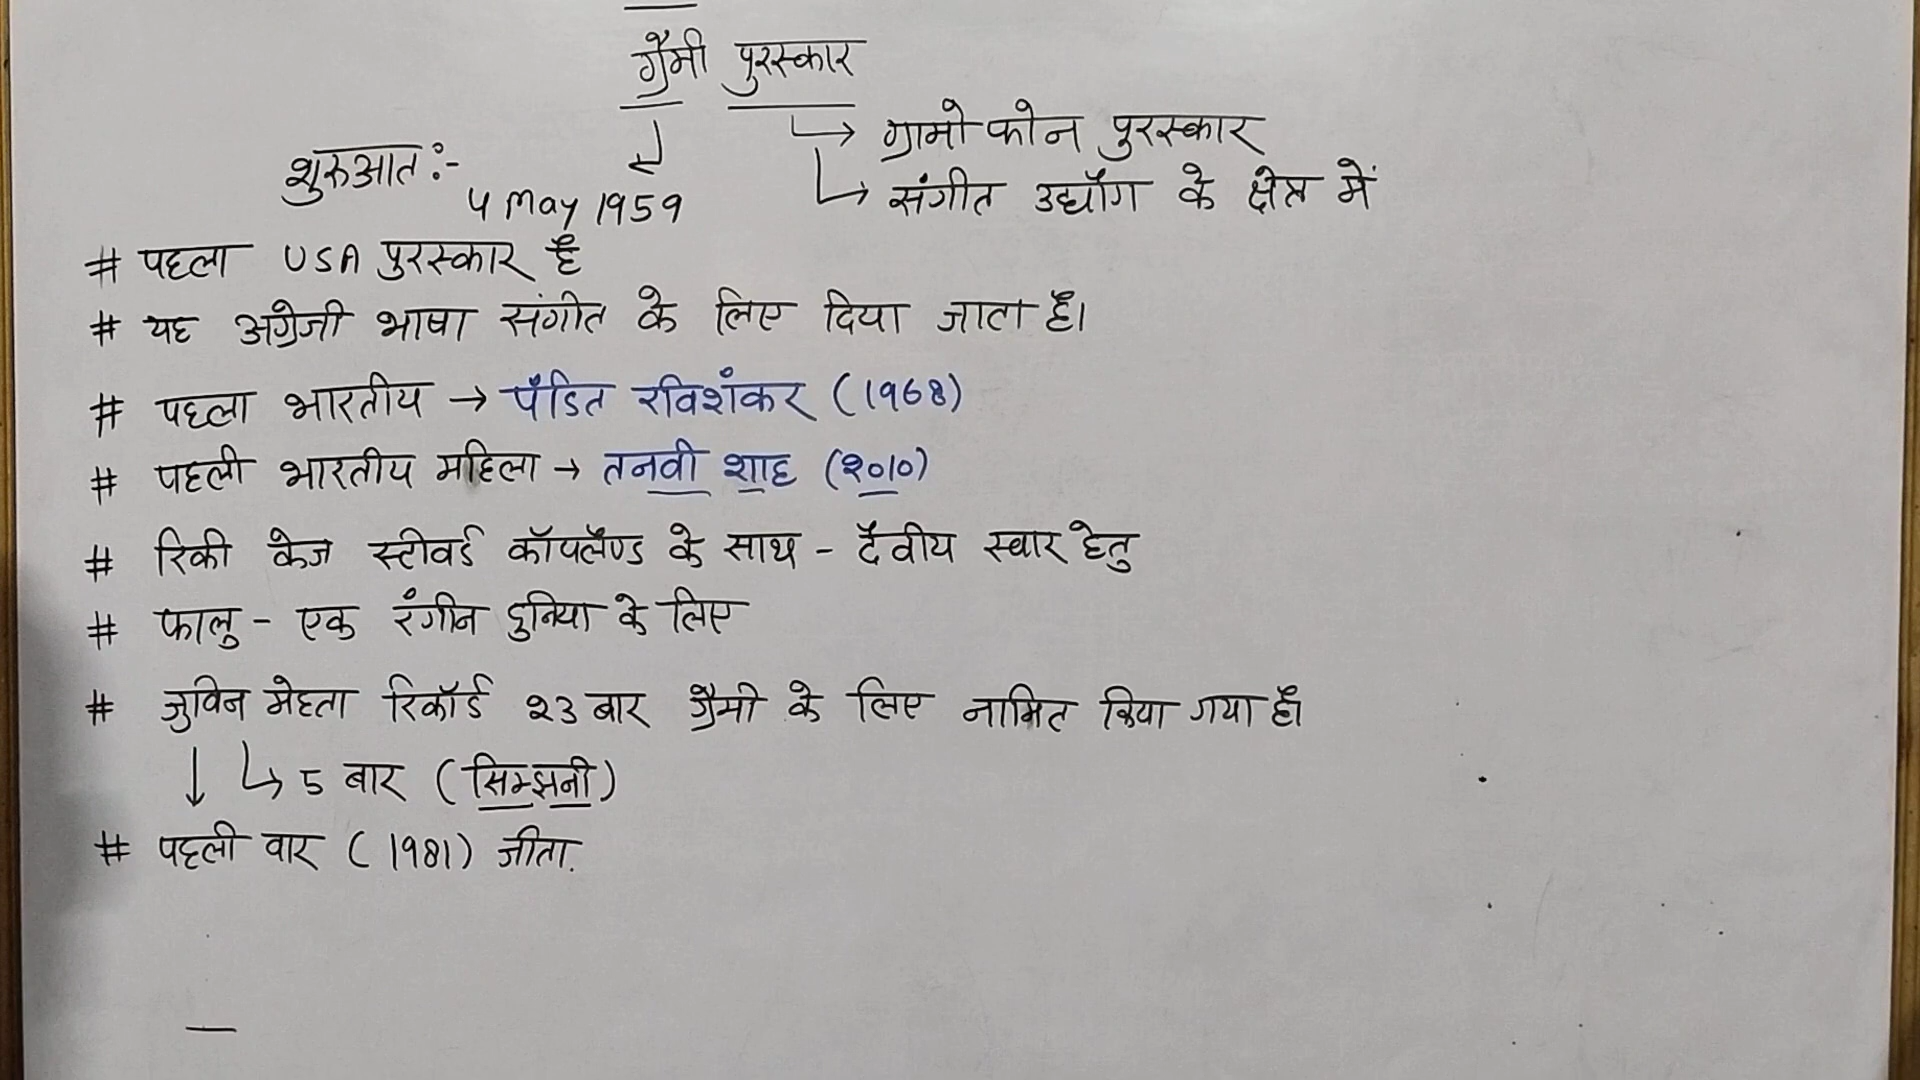 ग्रैमी पुरस्कार
→ ग्रामोफोन पुरस्कार
शुरुआत :-
4 May 1959
→ संगीत उद्यौग के क्षेत्र में
# पहला USA पुरस्कार है
# यह अंग्रेजी भाषा संगीत के लिए दिया जाता है।
# पहला भारतीय → पंडित रविशंकर (1968)
# पहली भारतीय महिला → तनवी शाह (2010)
# रिकी केज स्टीवर्ड कॉपलैण्ड के साथ - दैवीय स्वार हेतु
# फालु - एक रंगीन दुनिया के लिए
# जुविन मेहता रिकॉर्ड 23 बार ग्रैमी के लिए नामित किया गया है।
↓ → 5 बार (सिम्झनी)
# पहली वार (1981) जीता.